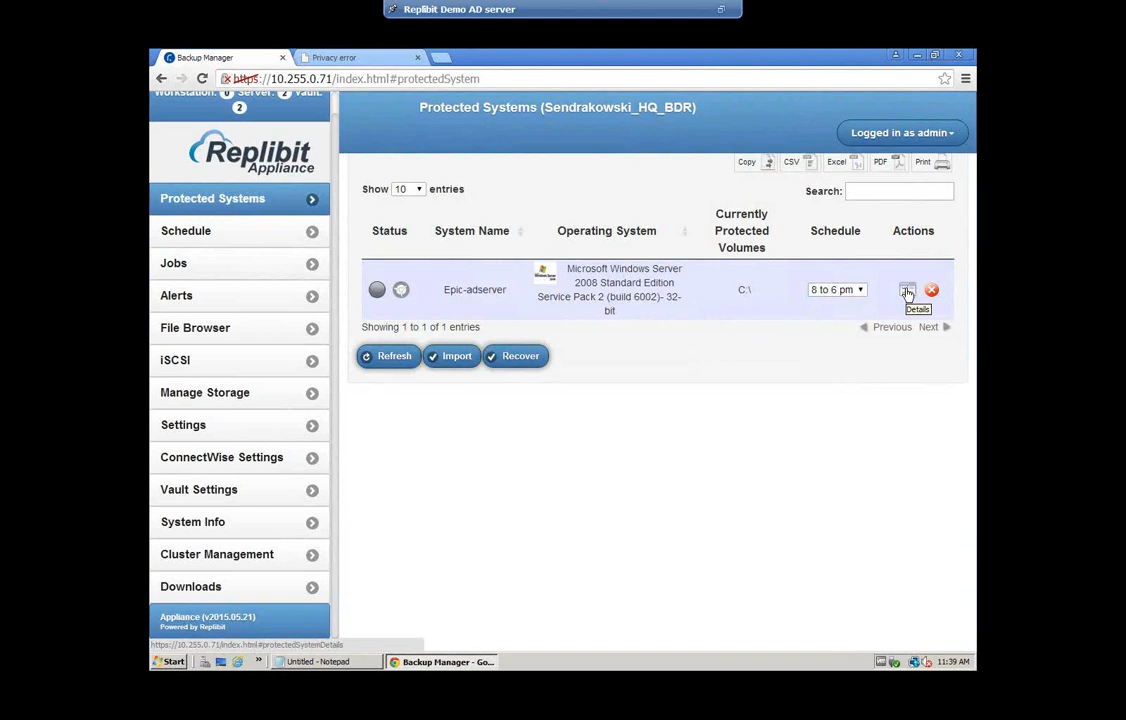 Replibit Demo AD server
Backup Manager
Privacy error
https://10.255.0.71/index.html#protectedSystem
Workstation: 0 Server: 2 Vault:
2
Protected Systems (Sendrakowski_HQ_BDR)
Logged in as admin
Replibit
Appliance
Copy CSV Excel PDF Print
Show 10 entries
Search:
Status System Name Operating System Currently Protected Volumes Schedule Actions
Epic-adserver
Microsoft Windows Server
2008 Standard Edition
Service Pack 2 (build 6002)- 32-
bit
C:\
8 to 6 pm
Details
Showing 1 to 1 of 1 entries
Previous Next
Refresh Import Recover
Protected Systems
Schedule
Jobs
Alerts
File Browser
iSCSI
Manage Storage
Settings
ConnectWise Settings
Vault Settings
System Info
Cluster Management
Downloads
Appliance (v2015.05.21)
Powered by Replibit
https://10.255.0.71/index.html#protectedSystemDetails
Start
Untitled - Notepad
Backup Manager - Go...
11:39 AM